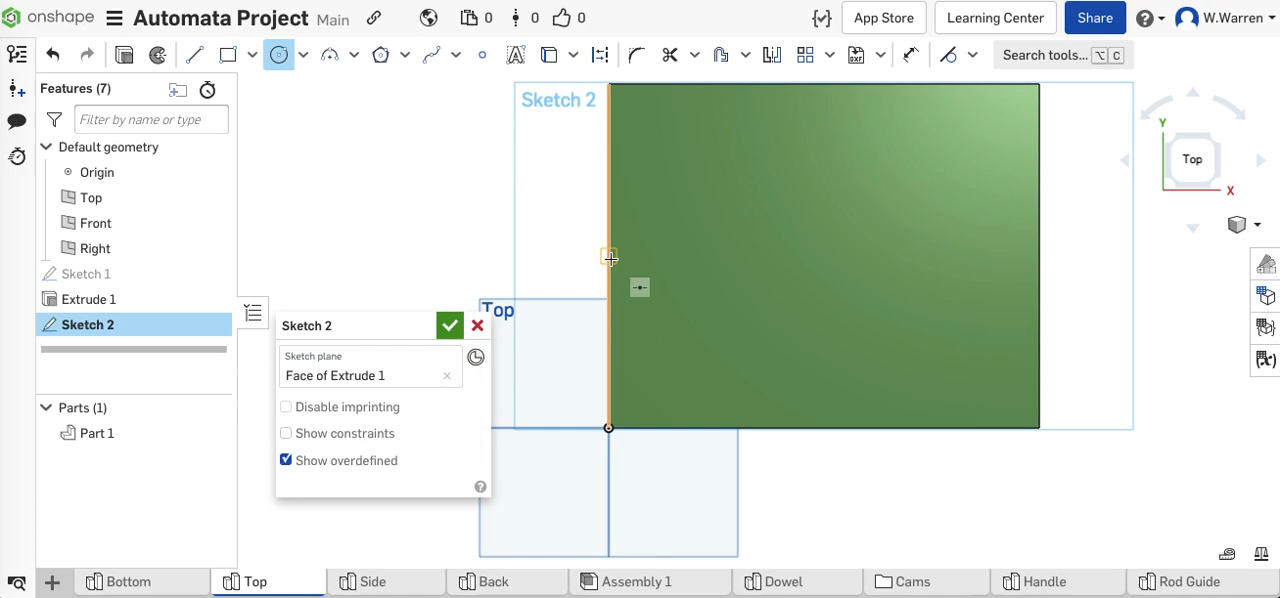 onshape Automata Project Main 0 0 0 App Store Learning Center Share W.Warren
Search tools... ⌥ C
Features (7)
Filter by name or type
Default geometry
Origin
Top
Front
Right
Sketch 1
Extrude 1
Sketch 2
Parts (1)
Part 1
Sketch 2
Sketch plane
Face of Extrude 1
Disable imprinting
Show constraints
Show overdefined
Sketch 2
Top
Y
Top
X
Bottom Top Side Back Assembly 1 Dowel Cams Handle Rod Guide